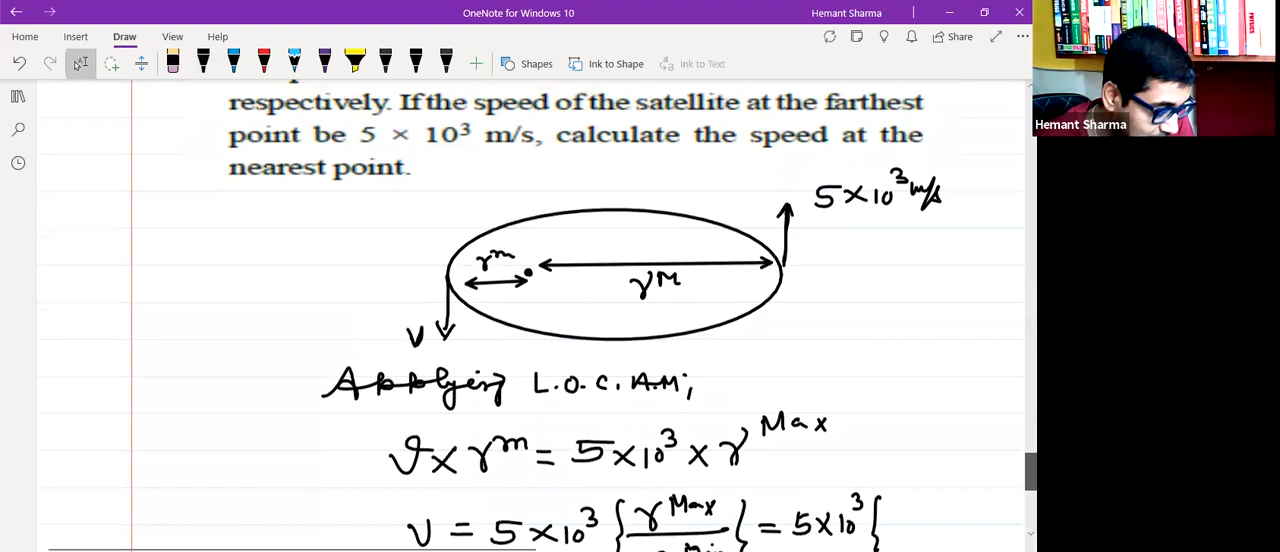 OneNote for Windows 10
Hemant Sharma
Home Insert Draw View Help
Share
Shapes Ink to Shape Ink to Text
respectively. If the speed of the satellite at the farthest
point be 5 × 10³ m/s, calculate the speed at the
nearest point.
5×10³ m/s
rᵐ
rᴹ
v
Applying L.O.C.A.M;
v × rᵐ = 5×10³ × r^Max
v = 5×10³ { r^Max / } = 5×10³ {
Hemant Sharma